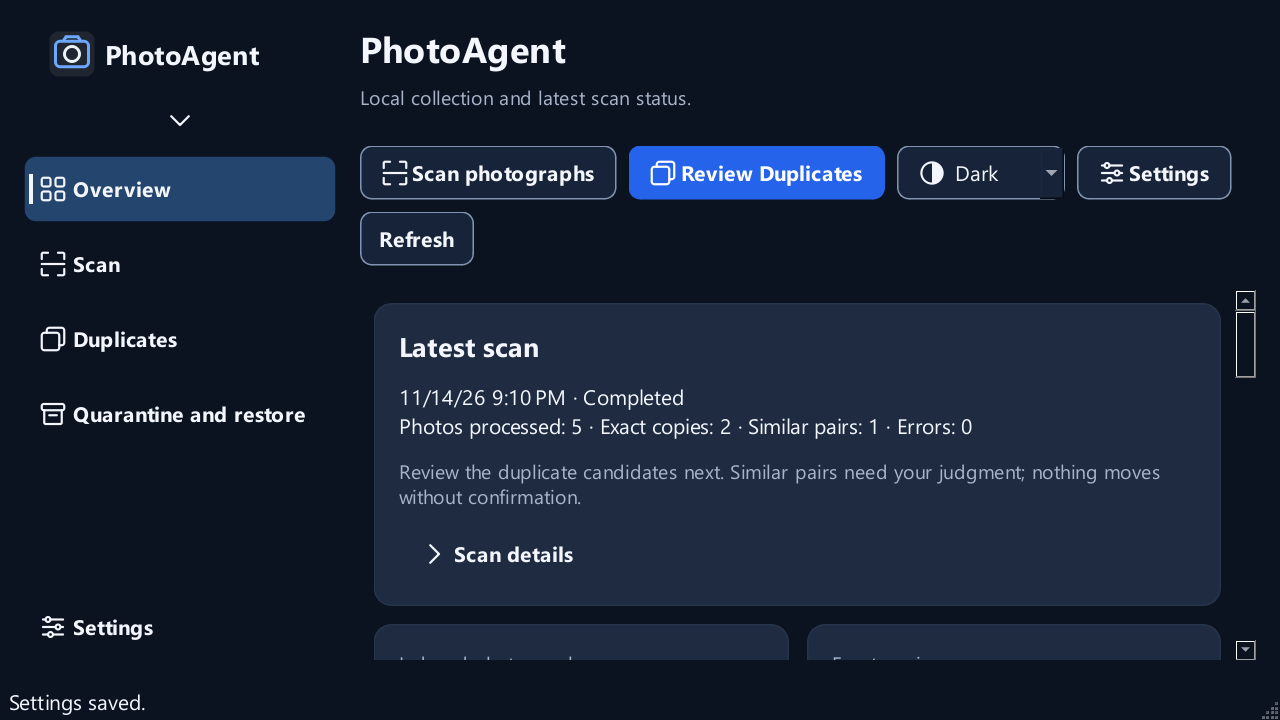 PhotoAgent
Overview
Scan
Duplicates
Quarantine and restore
Settings
PhotoAgent
Local collection and latest scan status.
Scan photographs
Review Duplicates
Dark
Settings
Refresh
Latest scan
11/14/26 9:10 PM · Completed
Photos processed: 5 · Exact copies: 2 · Similar pairs: 1 · Errors: 0
Review the duplicate candidates next. Similar pairs need your judgment; nothing moves
without confirmation.
Scan details
Settings saved.